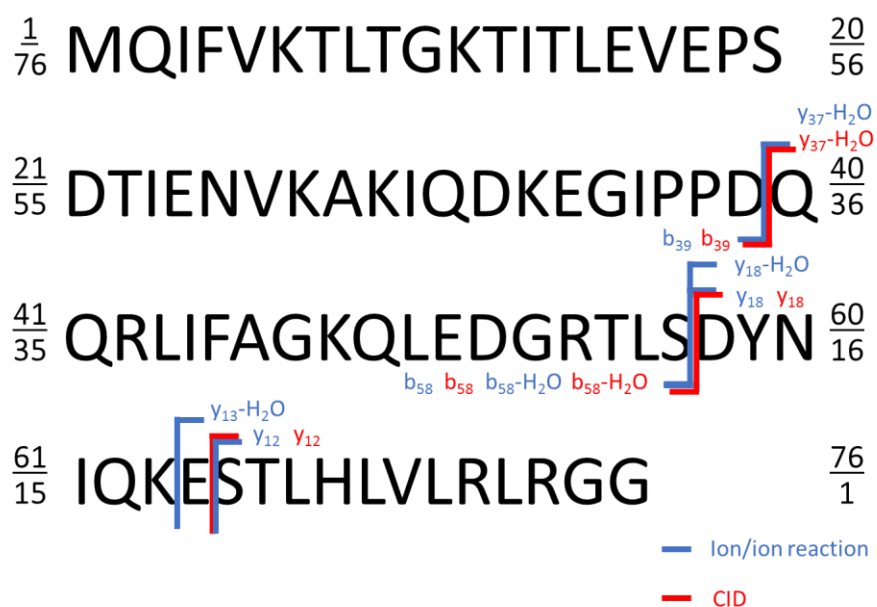 1/76 MQIFVKTLTGKTITLEVEPS 20/56
y₃₇-H₂O
y₃₇-H₂O
21/55 DTIENVKAKIQDKEGIPPDQ 40/36
b₃₉ b₃₉
y₁₈-H₂O
y₁₈ y₁₈
41/35 QRLIFAGKQLEDGRTLSDYN 60/16
b₅₈ b₅₈ b₅₈-H₂O b₅₈-H₂O
y₁₃-H₂O
y₁₂ y₁₂
61/15 IQKESTLHLVLRLRGG 76/1
Ion/ion reaction
CID